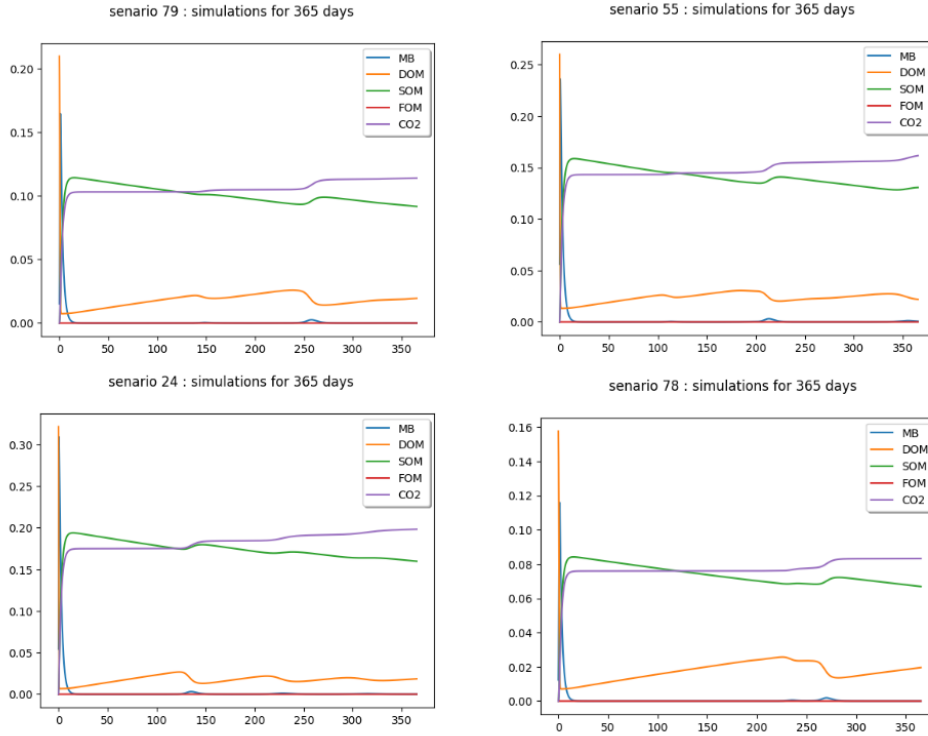 senario 79 : simulations for 365 days
0.20
0.15
0.10
0.05
0.00
0 50 100 150 200 250 300 350
MB
DOM
SOM
FOM
CO2
senario 55 : simulations for 365 days
0.25
0.20
0.15
0.10
0.05
0.00
0 50 100 150 200 250 300 350
MB
DOM
SOM
FOM
CO2
senario 24 : simulations for 365 days
0.30
0.25
0.20
0.15
0.10
0.05
0.00
0 50 100 150 200 250 300 350
MB
DOM
SOM
FOM
CO2
senario 78 : simulations for 365 days
0.16
0.14
0.12
0.10
0.08
0.06
0.04
0.02
0.00
0 50 100 150 200 250 300 350
MB
DOM
SOM
FOM
CO2